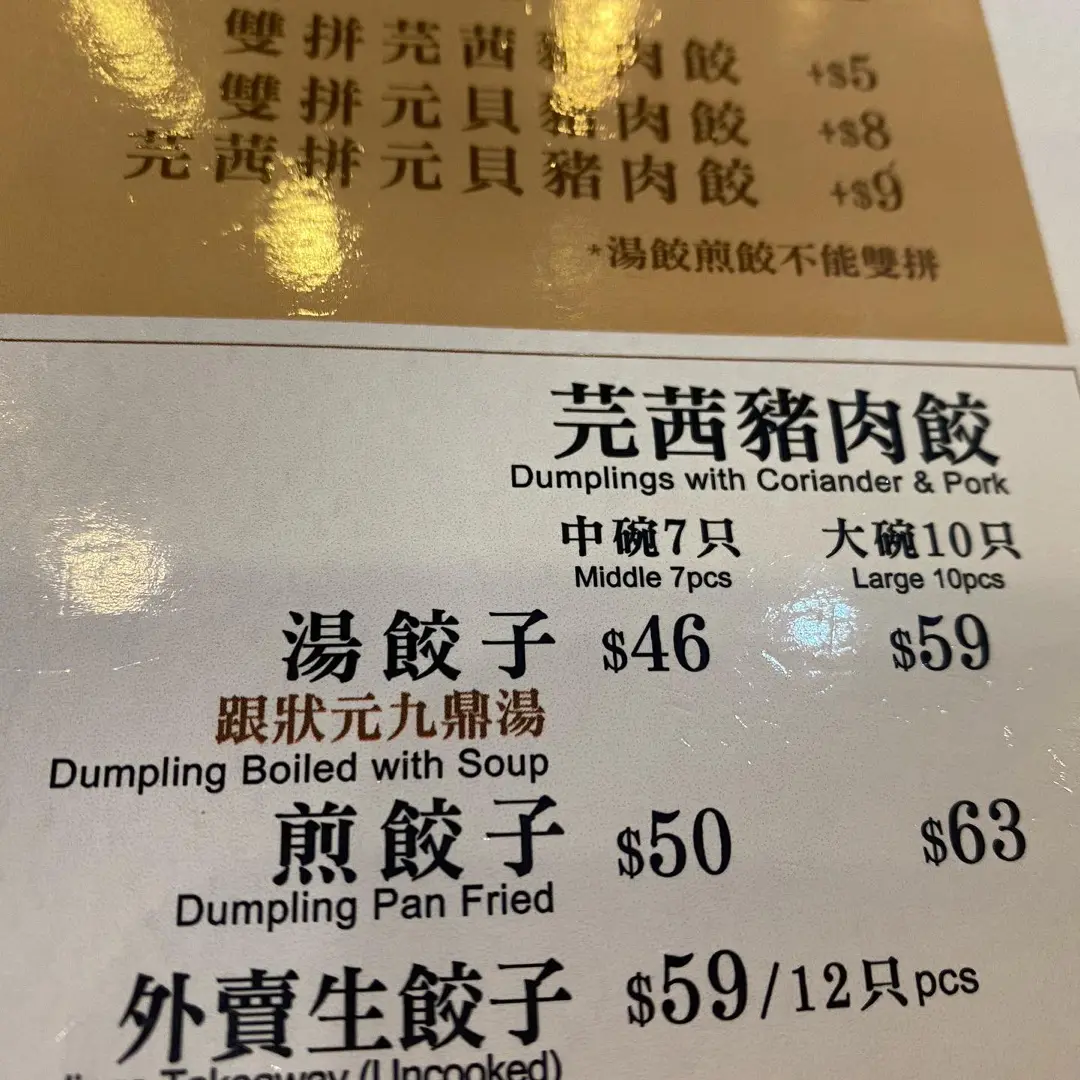 雙拼芫茜豬肉餃 +$5
雙拼元貝豬肉餃 +$8
芫茜拼元貝豬肉餃 +$9
*湯餃煎餃不能雙拼
芫茜豬肉餃
Dumplings with Coriander & Pork
中碗7只 大碗10只
Middle 7pcs Large 10pcs
湯餃子 $46 $59
跟狀元九鼎湯
Dumpling Boiled with Soup
煎餃子 $50 $63
Dumpling Pan Fried
外賣生餃子 $59/12只pcs
Takeaway (Uncooked)